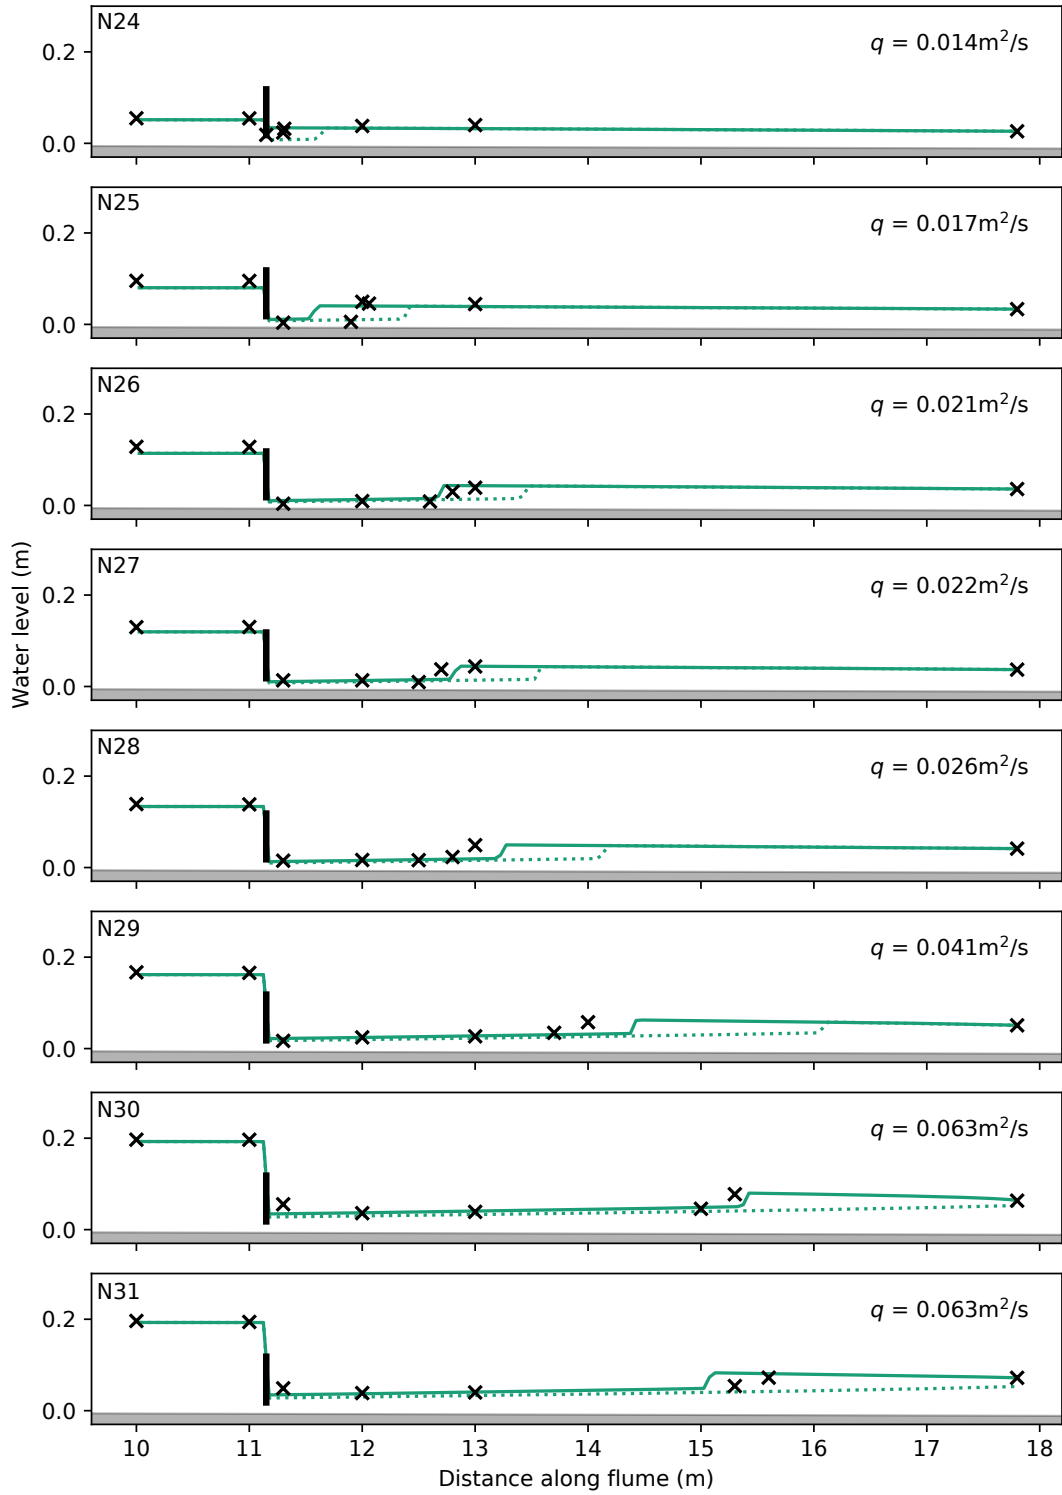 N24
q = 0.014m²/s
0.2
0.0
N25
q = 0.017m²/s
0.2
0.0
N26
q = 0.021m²/s
0.2
0.0
N27
q = 0.022m²/s
0.2
0.0
Water level (m)
N28
q = 0.026m²/s
0.2
0.0
N29
q = 0.041m²/s
0.2
0.0
N30
q = 0.063m²/s
0.2
0.0
N31
q = 0.063m²/s
0.2
0.0
10 11 12 13 14 15 16 17 18
Distance along flume (m)